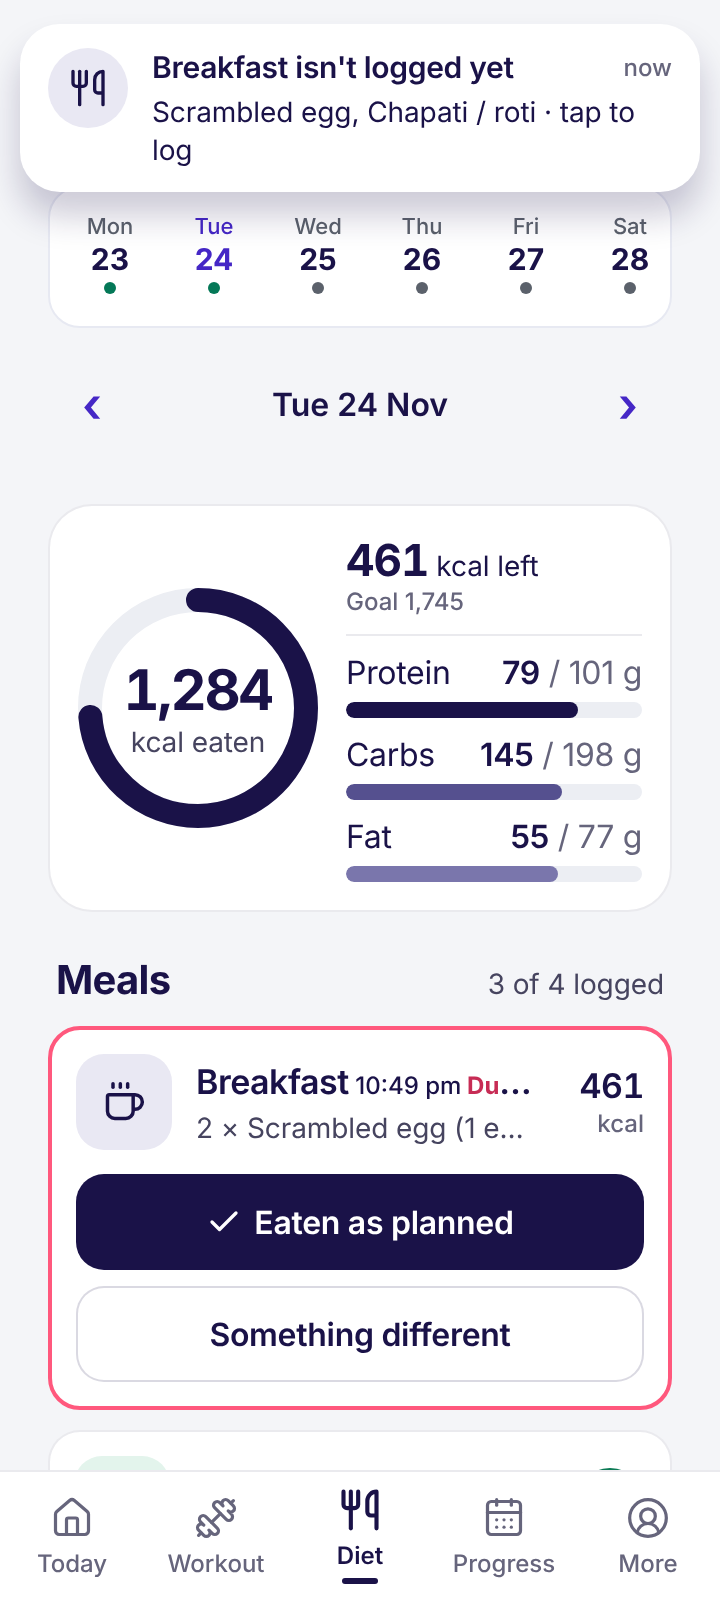 Breakfast isn't logged yet
now
Scrambled egg, Chapati / roti · tap to
log
Mon Tue Wed Thu Fri Sat
23 24 25 26 27 28
‹ Tue 24 Nov ›
461 kcal left
Goal 1,745
1,284
kcal eaten
Protein 79 / 101 g
Carbs 145 / 198 g
Fat 55 / 77 g
Meals
3 of 4 logged
Breakfast 10:49 pm Du...
461
2 × Scrambled egg (1 e...
kcal
Eaten as planned
Something different
Today Workout Diet Progress More